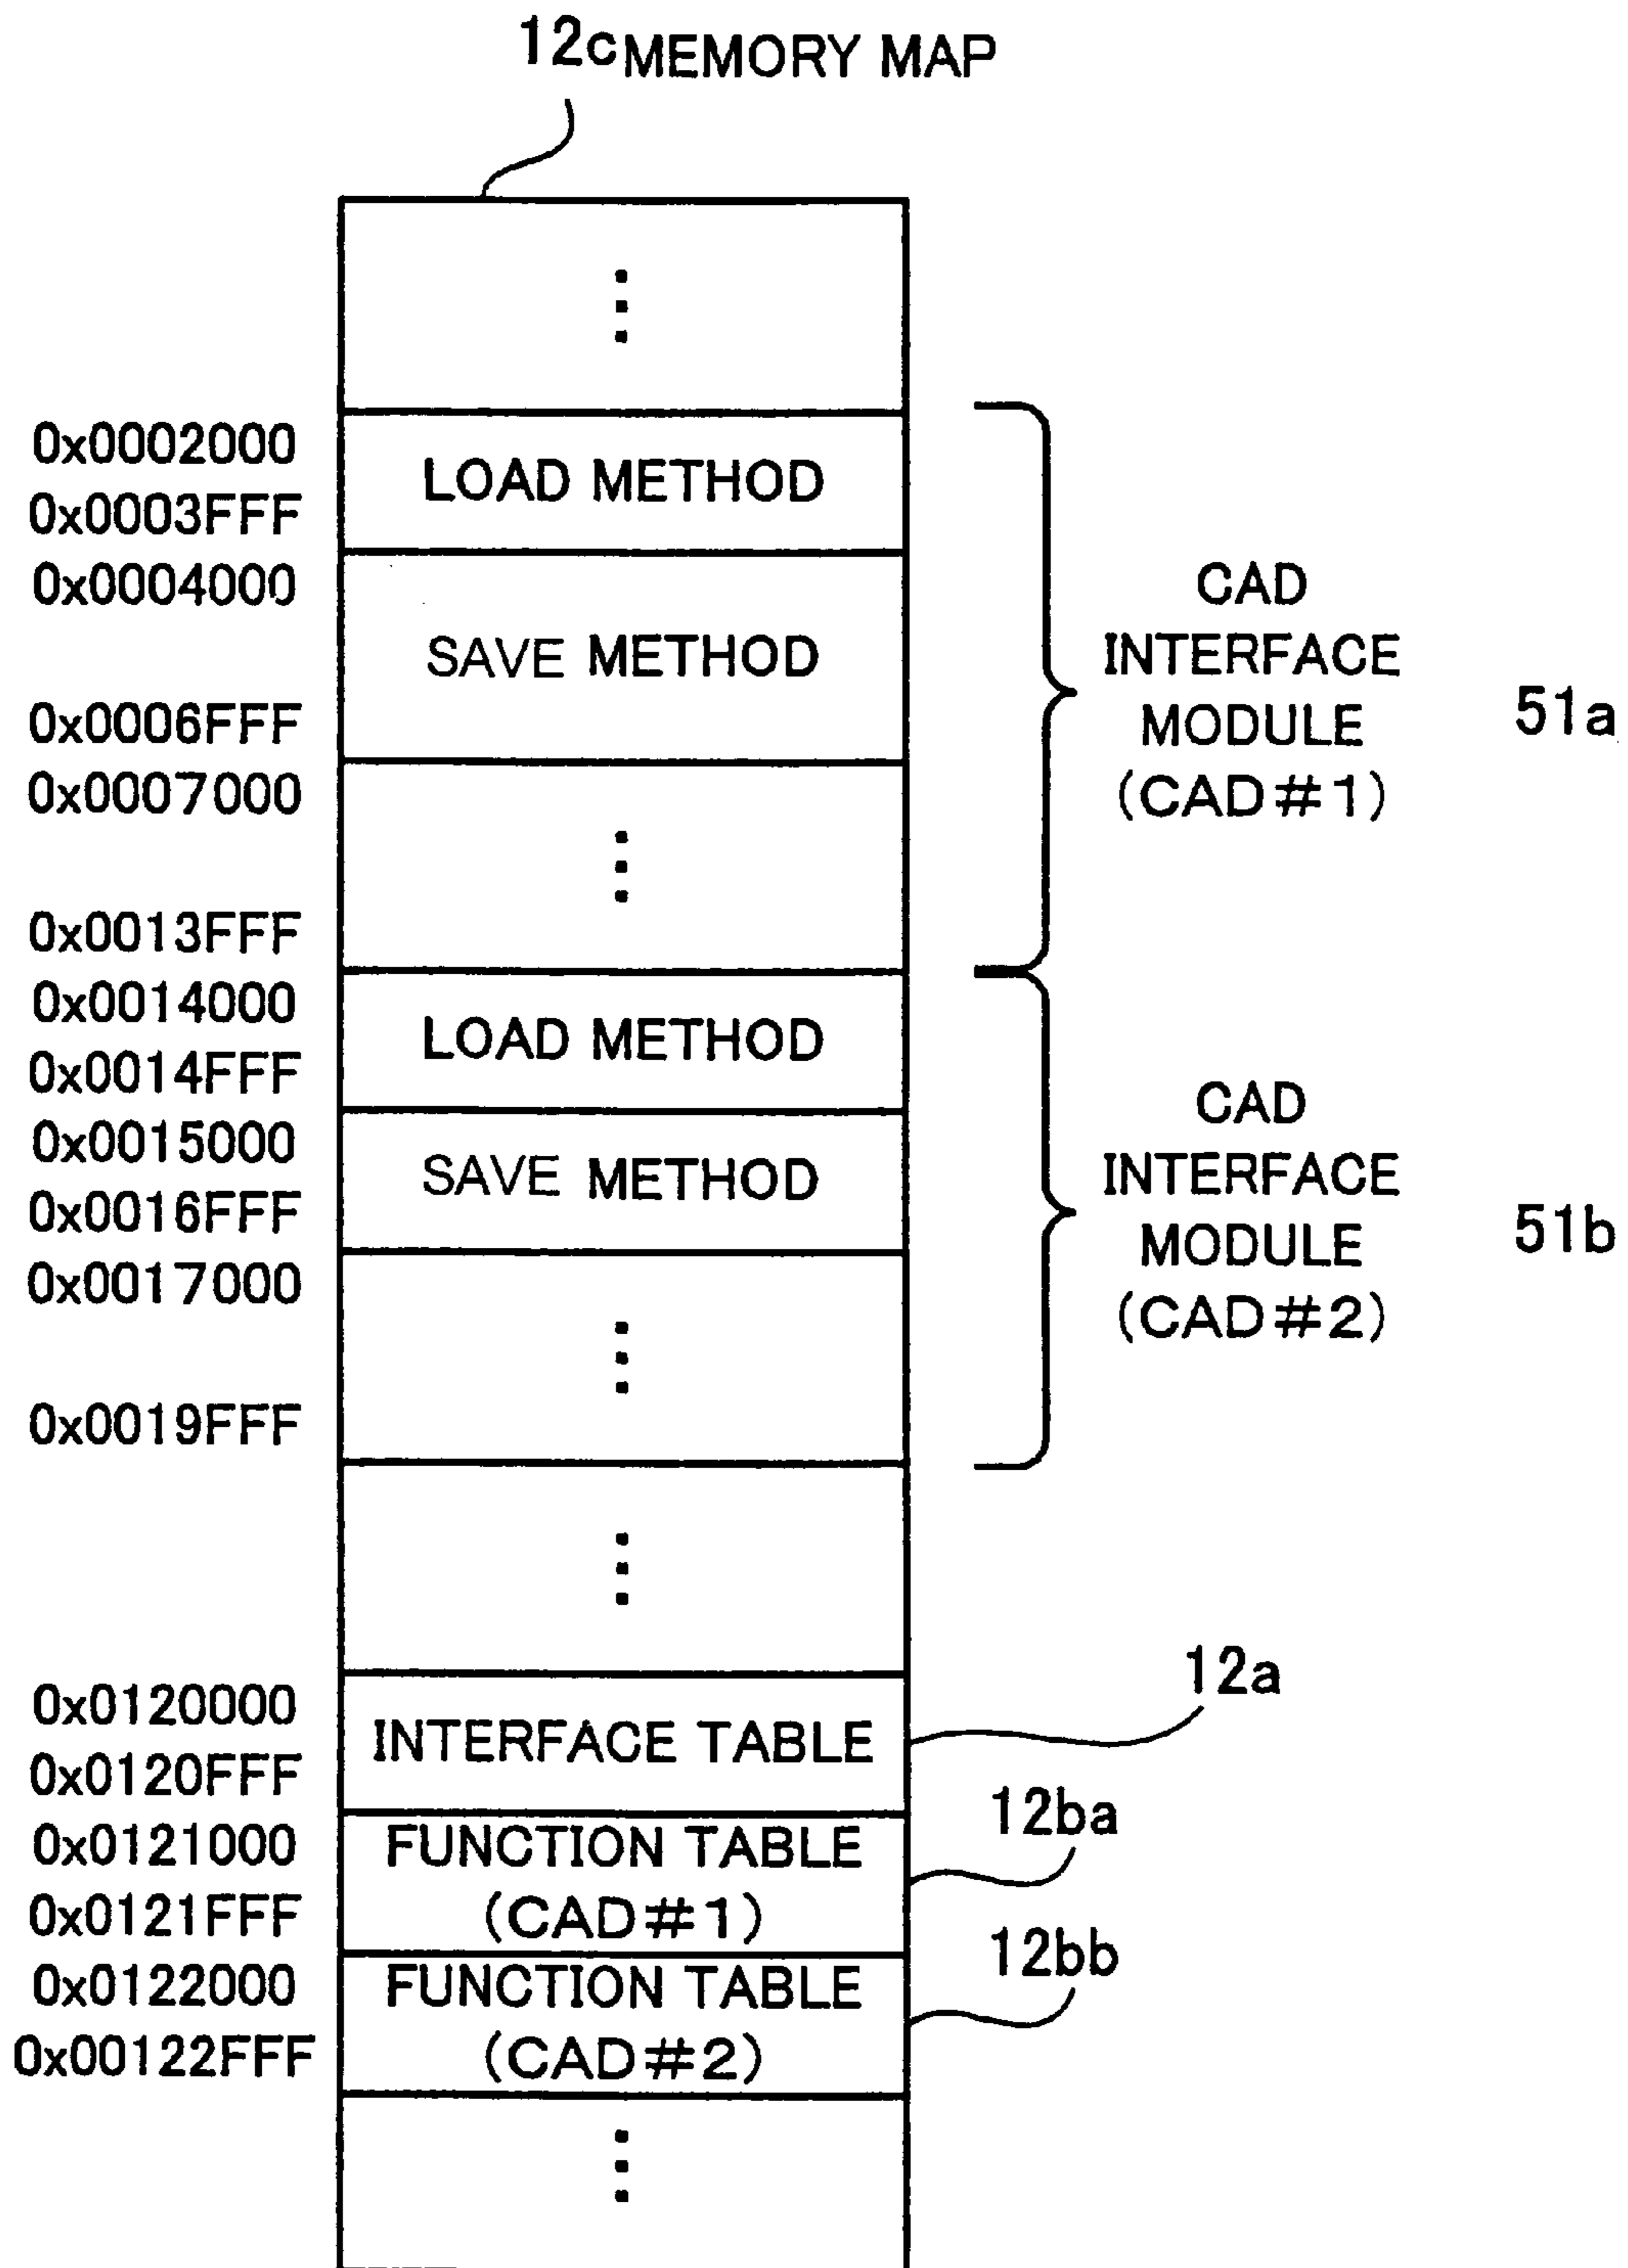 12c MEMORY MAP
0x0002000
LOAD METHOD
0x0003FFF
0x0004000
SAVE METHOD
0x0006FFF
0x0007000
0x0013FFF
CAD
INTERFACE
MODULE
(CAD#1)
51a
0x0014000
LOAD METHOD
0x0014FFF
0x0015000
SAVE METHOD
0x0016FFF
0x0017000
0x0019FFF
CAD
INTERFACE
MODULE
(CAD#2)
51b
0x0120000
INTERFACE TABLE
0x0120FFF
12a
0x0121000
FUNCTION TABLE
0x0121FFF
(CAD#1)
12ba
0x0122000
FUNCTION TABLE
0x00122FFF
(CAD#2)
12bb